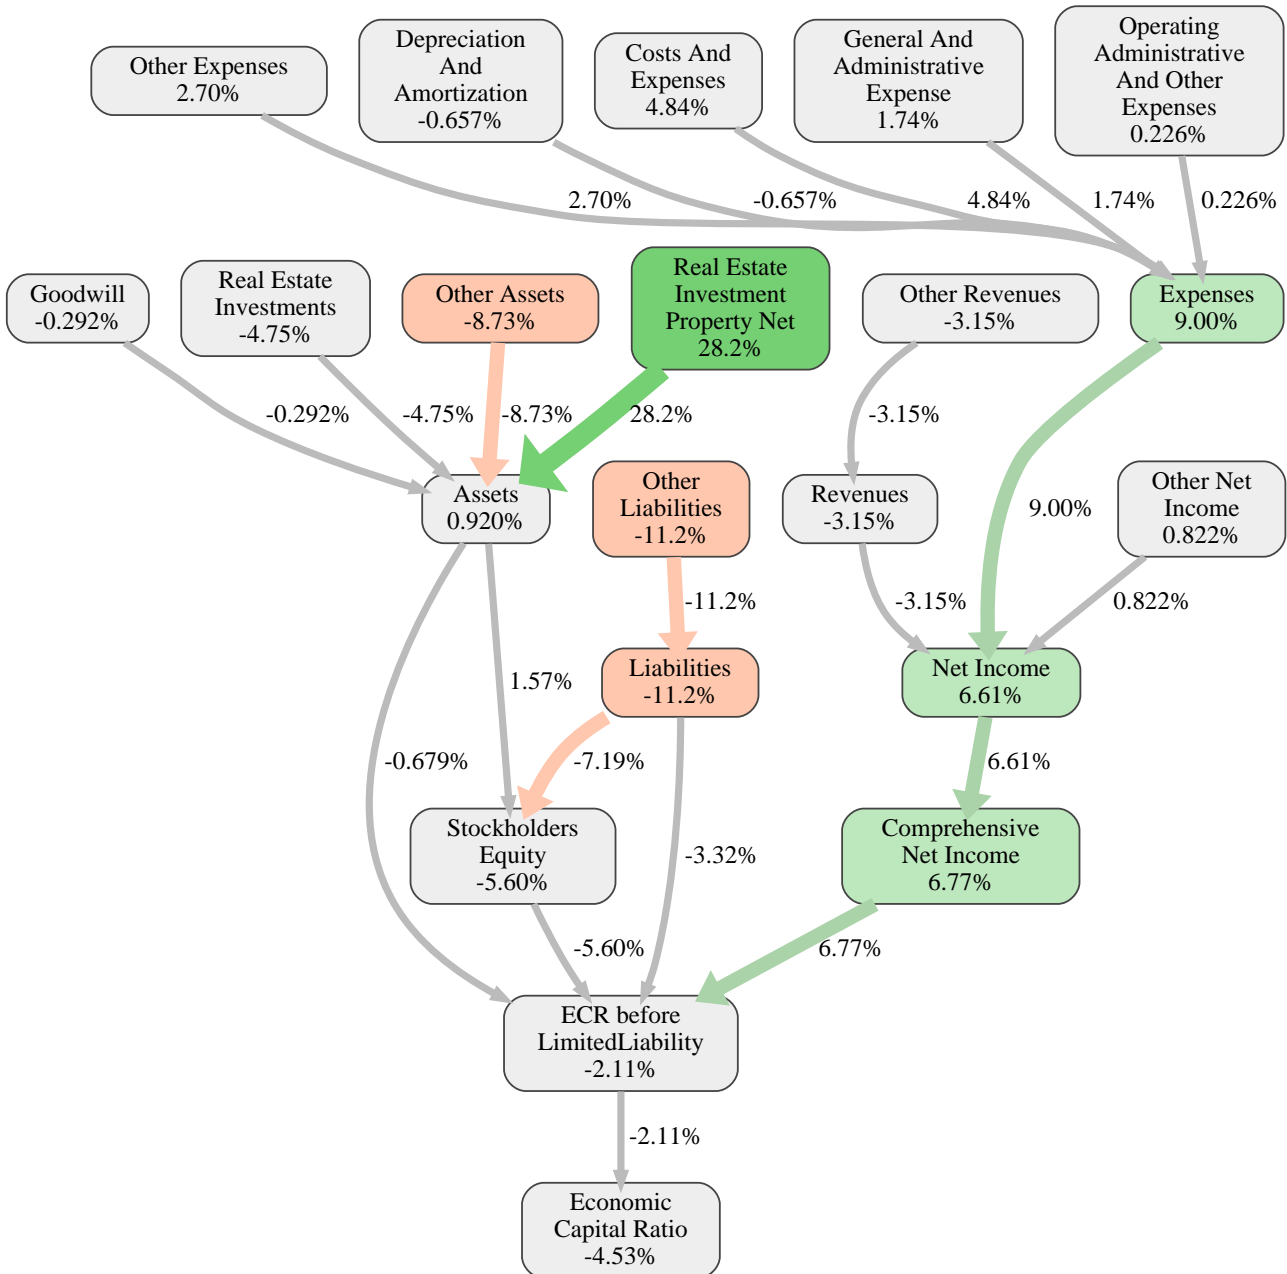 Other Expenses
2.70%
Depreciation
And
Amortization
-0.657%
Costs And
Expenses
4.84%
General And
Administrative
Expense
1.74%
Operating
Administrative
And Other
Expenses
0.226%
2.70%
-0.657%
4.84%
1.74%
0.226%
Goodwill
-0.292%
Real Estate
Investments
-4.75%
Other Assets
-8.73%
Real Estate
Investment
Property Net
28.2%
Other Revenues
-3.15%
Expenses
9.00%
-0.292%
-4.75%
-8.73%
28.2%
-3.15%
9.00%
Assets
0.920%
Other
Liabilities
-11.2%
Revenues
-3.15%
Other Net
Income
0.822%
-11.2%
-3.15%
0.822%
1.57%
Liabilities
-11.2%
Net Income
6.61%
-0.679%
-7.19%
6.61%
Stockholders
Equity
-5.60%
-3.32%
Comprehensive
Net Income
6.77%
-5.60%
6.77%
ECR before
LimitedLiability
-2.11%
-2.11%
Economic
Capital Ratio
-4.53%